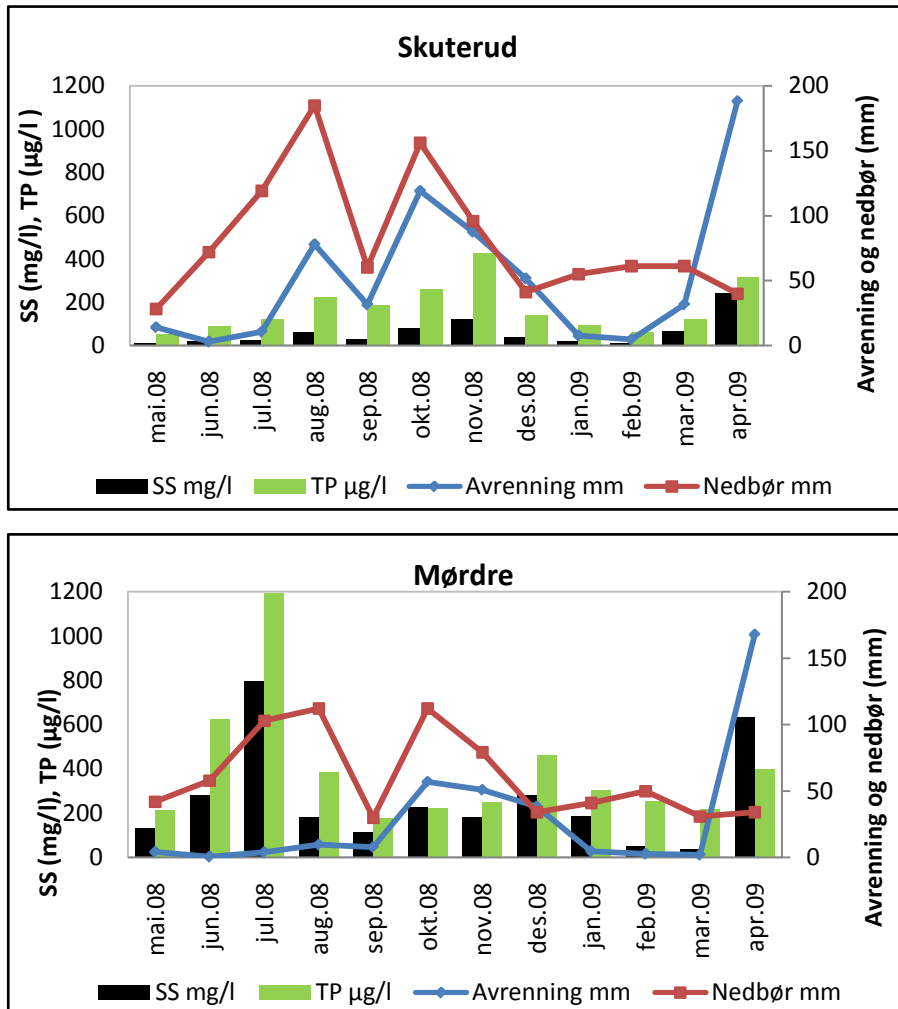 Skuterud
SS (mg/l), TP (µg/l )
1200
1000
800
600
400
200
0
200
150
100
50
0
Avrenning og nedbør (mm)
mai.08
jun.08
jul.08
aug.08
sep.08
okt.08
nov.08
des.08
jan.09
feb.09
mar.09
apr.09
SS mg/l TP µg/l Avrenning mm Nedbør mm
Mørdre
SS (mg/l), TP (µg/l)
1200
1000
800
600
400
200
0
200
150
100
50
0
Avrenning og nedbør (mm)
mai.08
jun.08
jul.08
aug.08
sep.08
okt.08
nov.08
des.08
jan.09
feb.09
mar.09
apr.09
SS mg/l TP µg/l Avrenning mm Nedbør mm